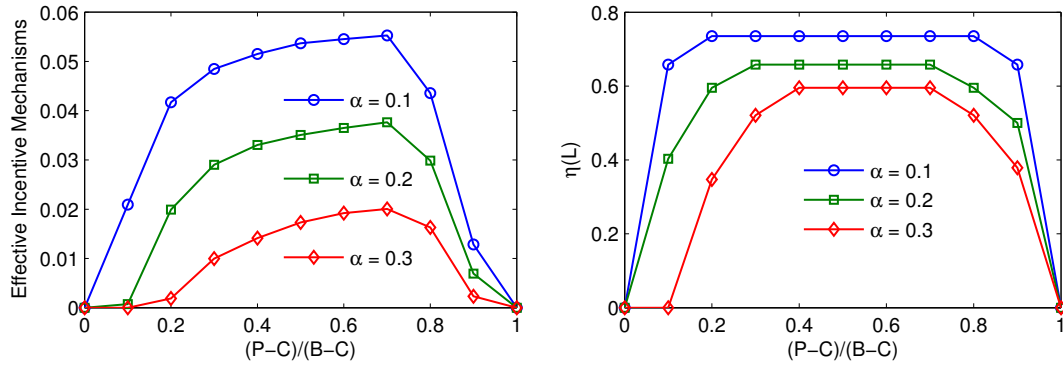 Effective Incentive Mechanisms
0.06
0.05
0.04
0.03
0.02
0.01
0
α = 0.1
α = 0.2
α = 0.3
0 0.2 0.4 0.6 0.8 1
(P−C)/(B−C)
η(L)
0.8
0.6
0.4
0.2
0
α = 0.1
α = 0.2
α = 0.3
0 0.2 0.4 0.6 0.8 1
(P−C)/(B−C)